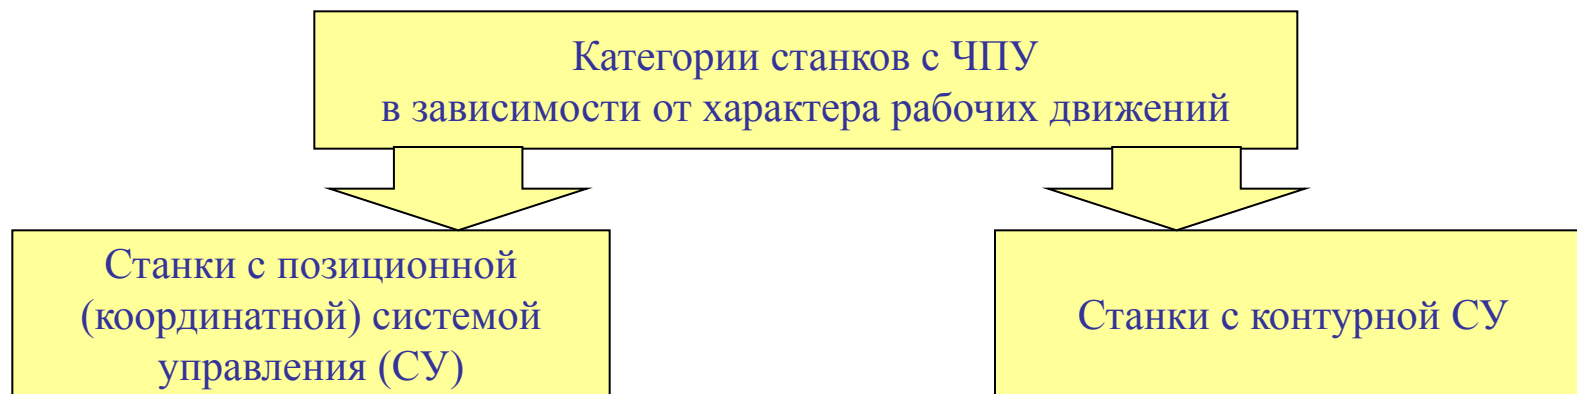 Категории станков с ЧПУ
в зависимости от характера рабочих движений
Станки с позиционной
(координатной) системой
управления (СУ)
Станки с контурной СУ